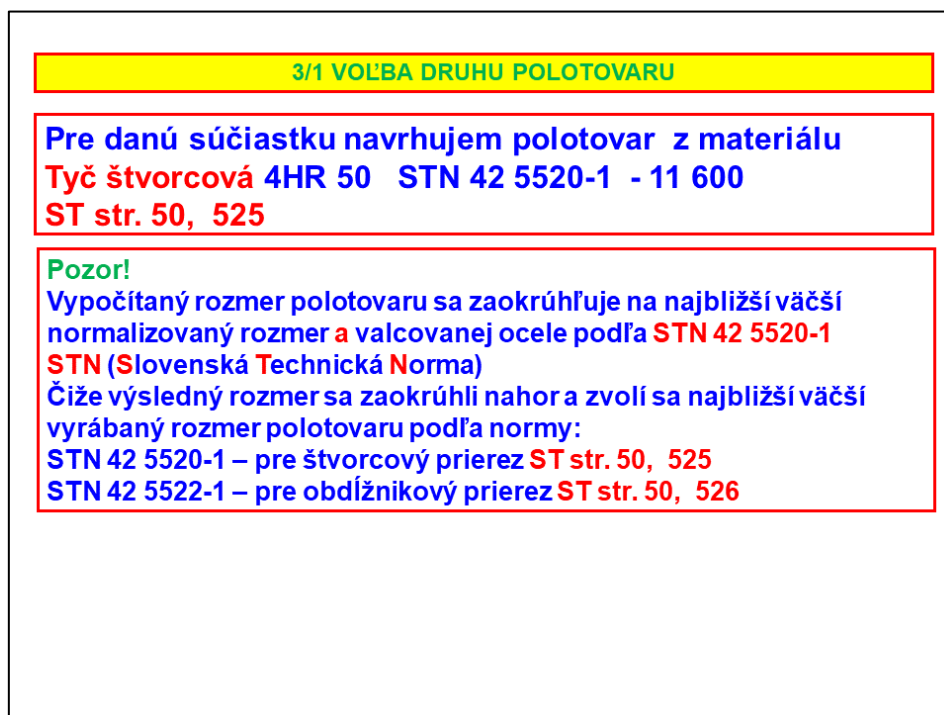 3/1 VOĽBA DRUHU POLOTOVARU
Pre danú súčiastku navrhujem polotovar z materiálu
Tyč štvorcová 4HR 50 STN 42 5520-1 - 11 600
ST str. 50, 525
Pozor!
Vypočítaný rozmer polotovaru sa zaokrúhľuje na najbližší väčší
normalizovaný rozmer a valcovanej ocele podľa STN 42 5520-1
STN (Slovenská Technická Norma)
Čiže výsledný rozmer sa zaokrúhli nahor a zvolí sa najbližší väčší
vyrábaný rozmer polotovaru podľa normy:
STN 42 5520-1 – pre štvorcový prierez ST str. 50, 525
STN 42 5522-1 – pre obdĺžnikový prierez ST str. 50, 526